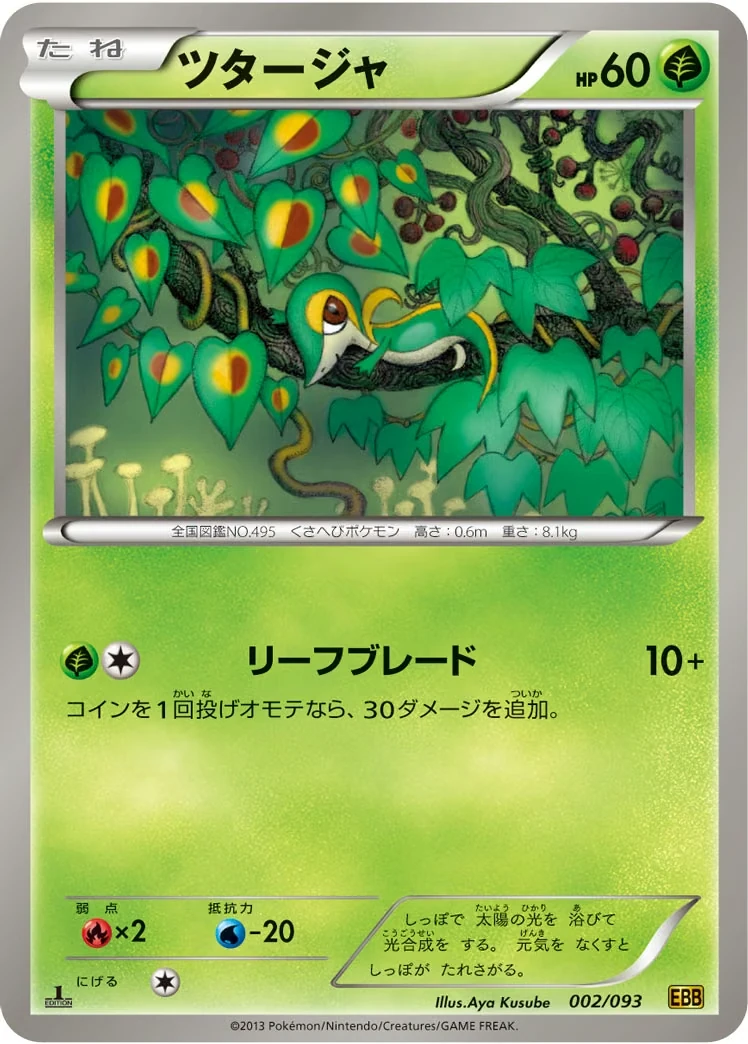 たね ツタージャ HP60
全国図鑑NO.495 くさへびポケモン 高さ：0.6m 重さ：8.1kg
リーフブレード 10+
コインを1回投げオモテなら、30ダメージを追加。
弱点 抵抗力
×2 -20
にげる
しっぽで 太陽の光を 浴びて
光合成を する。 元気を なくすと
しっぽが たれさがる。
1 EDITION
Illus.Aya Kusube 002/093 EBB
©2013 Pokémon/Nintendo/Creatures/GAME FREAK.